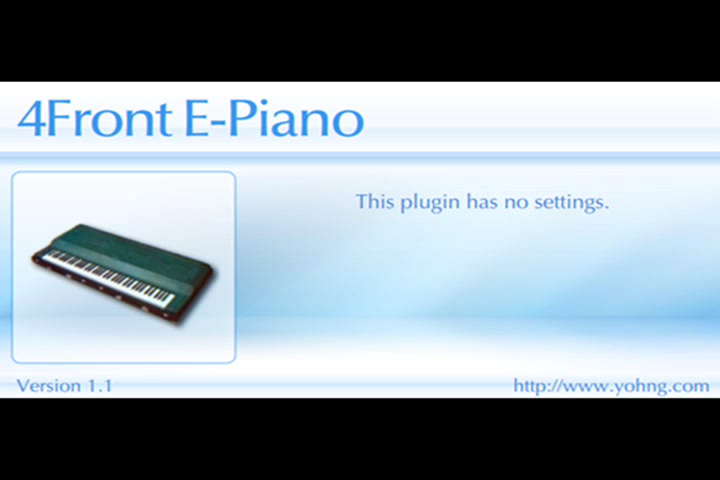 4Front E-Piano
This plugin has no settings.
Version 1.1
http://www.yohng.com